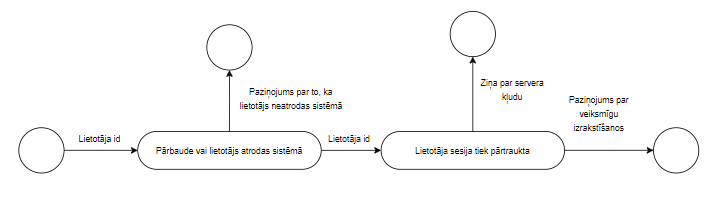 Lietotāja id
Pārbaude vai lietotājs atrodas sistēmā
Paziņojums par to, ka
lietotājs neatrodas sistēmā
Lietotāja id
Lietotāja sesija tiek pārtraukta
Ziņa par servera
kļudu
Paziņojums par
veiksmīgu
izrakstīšanos